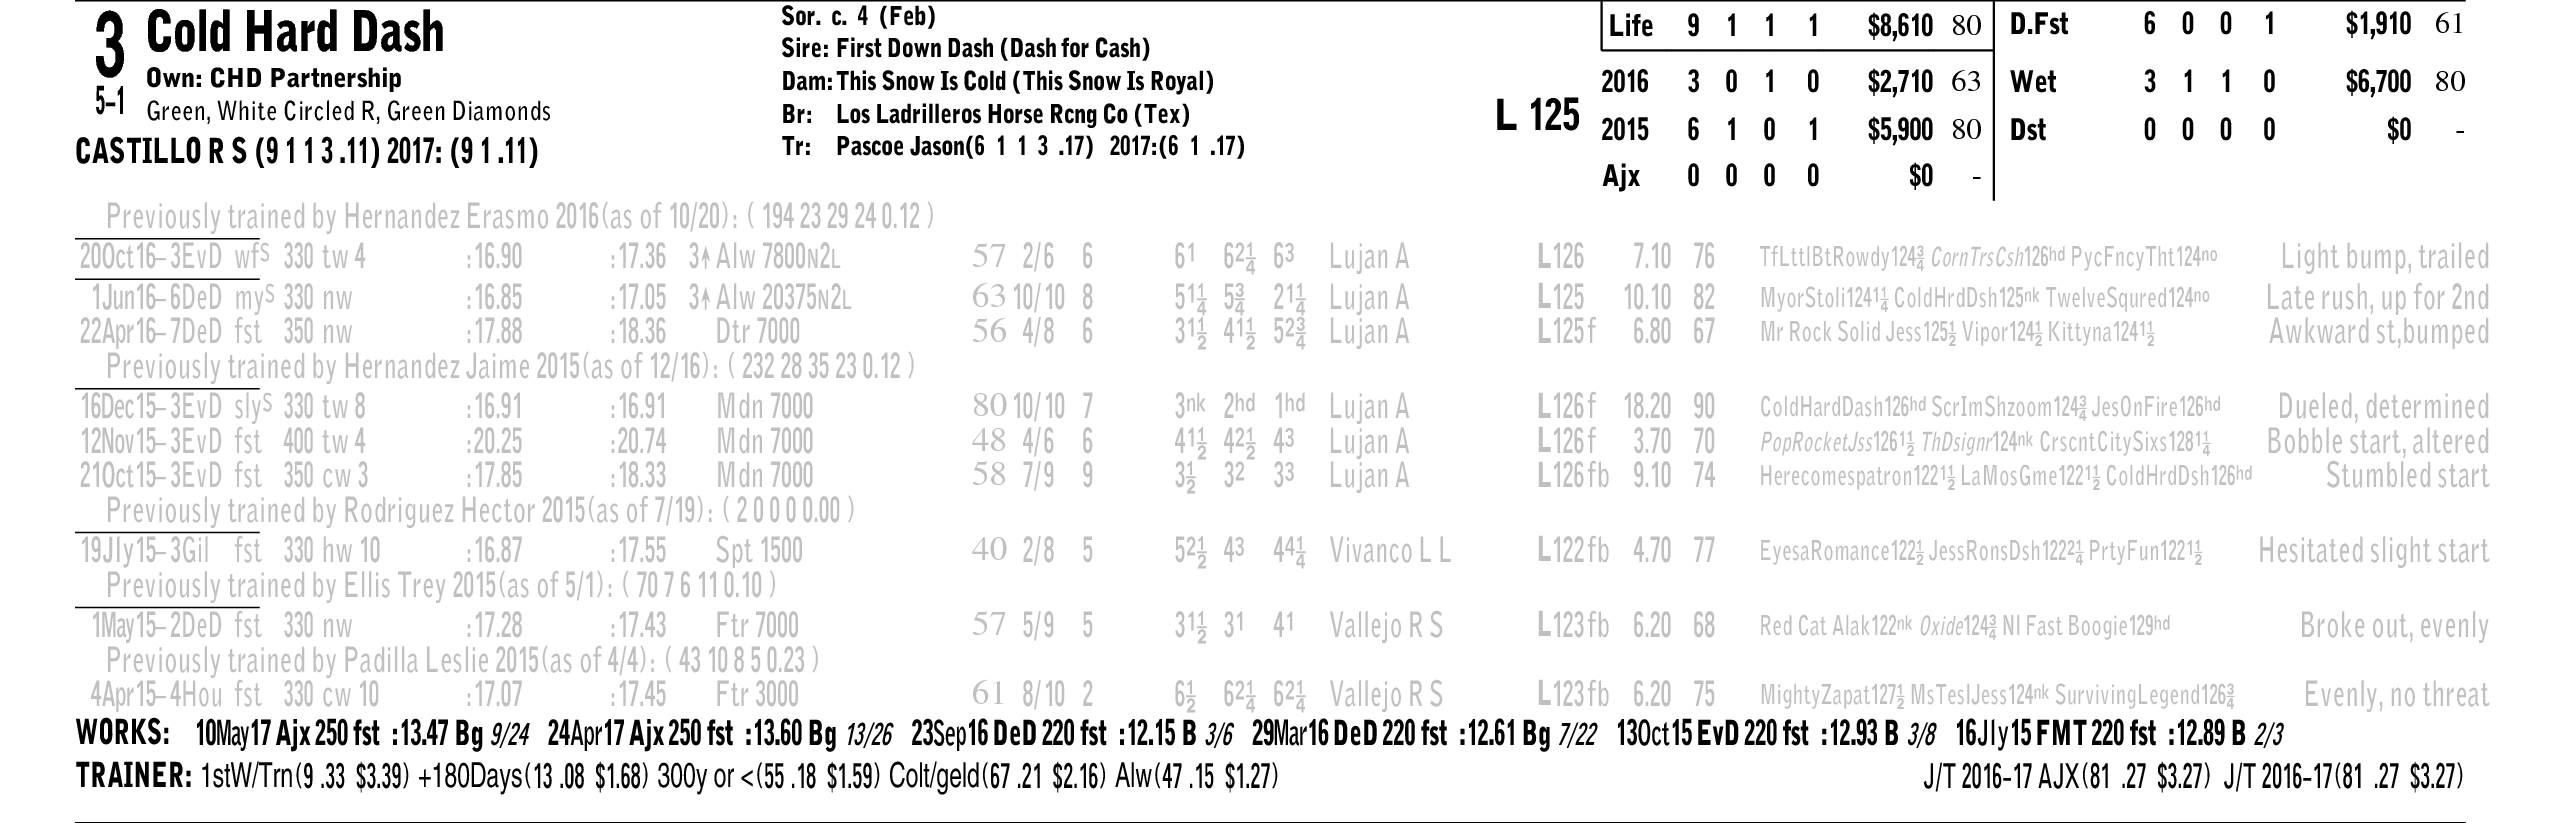 3 Cold Hard Dash
Own: CHD Partnership
5-1 Green, White Circled R, Green Diamonds
CASTILLO R S (9 1 1 3 .11) 2017: (9 1 .11)
Sor. c. 4 (Feb)
Sire: First Down Dash (Dash for Cash)
Dam: This Snow Is Cold (This Snow Is Royal)
Br: Los Ladrilleros Horse Rcng Co (Tex)
Tr: Pascoe Jason(6 1 1 3 .17) 2017:(6 1 .17)
L 125
Life 9 1 1 1 $8,610 80 D.Fst 6 0 0 1 $1,910 61
2016 3 0 1 0 $2,710 63 Wet 3 1 1 0 $6,700 80
2015 6 1 0 1 $5,900 80 Dst 0 0 0 0 $0 -
Ajx 0 0 0 0 $0 -
Previously trained by Hernandez Erasmo 2016(as of 10/20): ( 194 23 29 24 0.12 )
20Oct16-3EvD wfS 330 tw 4 :16.90 :17.36 3↑ Alw 7800N2L 57 2/6 6 61 62¼ 63 Lujan A L126 7.10 76 TfLttlBtRowdy124¾ CornTrsCsh126hd PycFncyTht124no Light bump, trailed
1Jun16-6DeD myS 330 nw :16.85 :17.05 3↑ Alw 20375N2L 63 10/10 8 51¼ 5¾ 21¼ Lujan A L125 10.10 82 MyorStoli1241¼ ColdHrdDsh125nk TwelveSqured124no Late rush, up for 2nd
22Apr16-7DeD fst 350 nw :17.88 :18.36 Dtr 7000 56 4/8 6 31½ 41½ 52¾ Lujan A L125f 6.80 67 Mr Rock Solid Jess125½ Vipor124½ Kittyna1241½ Awkward st,bumped
Previously trained by Hernandez Jaime 2015(as of 12/16): ( 232 28 35 23 0.12 )
16Dec15-3EvD slyS 330 tw 8 :16.91 :16.91 Mdn 7000 80 10/10 7 3nk 2hd 1hd Lujan A L126f 18.20 90 ColdHardDash126hd ScrImShzoom124¾ JesOnFire126hd Dueled, determined
12Nov15-3EvD fst 400 tw 4 :20.25 :20.74 Mdn 7000 48 4/6 6 41½ 42½ 43 Lujan A L126f 3.70 70 PopRocketJss1261½ ThDsignr124nk CrscntCitySixs1281¼ Bobble start, altered
21Oct15-3EvD fst 350 cw 3 :17.85 :18.33 Mdn 7000 58 7/9 9 3½ 32 33 Lujan A L126fb 9.10 74 Herecomespatron1221½ LaMosGme1221½ ColdHrdDsh126hd Stumbled start
Previously trained by Rodriguez Hector 2015(as of 7/19): ( 2 0 0 0 0.00 )
19Jly15-3Gil fst 330 hw 10 :16.87 :17.55 Spt 1500 40 2/8 5 52½ 43 44¼ Vivanco L L L122fb 4.70 77 EyesaRomance122½ JessRonsDsh1222¼ PrtyFun1221½ Hesitated slight start
Previously trained by Ellis Trey 2015(as of 5/1): ( 70 7 6 11 0.10 )
1May15-2DeD fst 330 nw :17.28 :17.43 Ftr 7000 57 5/9 5 31½ 31 41 Vallejo R S L123fb 6.20 68 Red Cat Alak122nk Oxide124¾ Nl Fast Boogie129hd Broke out, evenly
Previously trained by Padilla Leslie 2015(as of 4/4): ( 43 10 8 5 0.23 )
4Apr15-4Hou fst 330 cw 10 :17.07 :17.45 Ftr 3000 61 8/10 2 6½ 62¼ 62¼ Vallejo R S L123fb 6.20 75 MightyZapat127½ MsTeslJess124nk SurvivingLegend126¾ Evenly, no threat
WORKS: 10May17 Ajx 250 fst :13.47 Bg 9/24 24Apr17 Ajx 250 fst :13.60 Bg 13/26 23Sep16 DeD 220 fst :12.15 B 3/6 29Mar16 DeD 220 fst :12.61 Bg 7/22 13Oct15 EvD 220 fst :12.93 B 3/8 16Jly15 FMT 220 fst :12.89 B 2/3
TRAINER: 1stW/Trn(9 .33 $3.39) +180Days(13 .08 $1.68) 300y or <(55 .18 $1.59) Colt/geld(67 .21 $2.16) Alw(47 .15 $1.27) J/T 2016-17 AJX(81 .27 $3.27) J/T 2016-17(81 .27 $3.27)